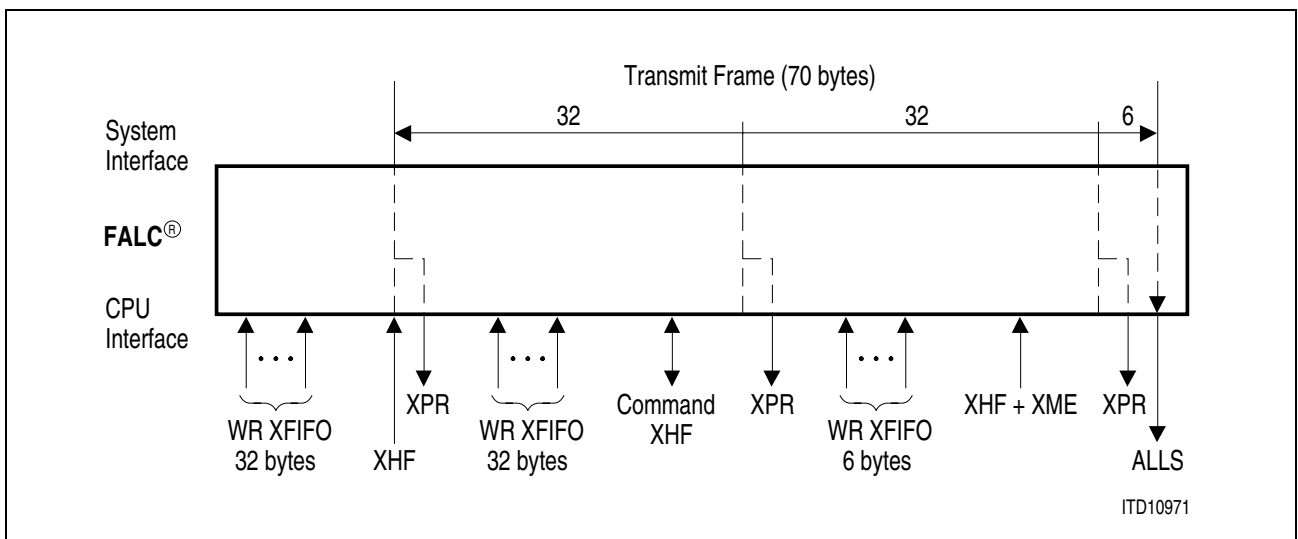 Transmit Frame (70 bytes)
32 32 6
System
Interface
FALC®
CPU
Interface
• • • • • • • • •
XPR Command XPR XHF + XME XPR
WR XFIFO WR XFIFO XHF WR XFIFO
32 bytes XHF 32 bytes 6 bytes ALLS
ITD10971